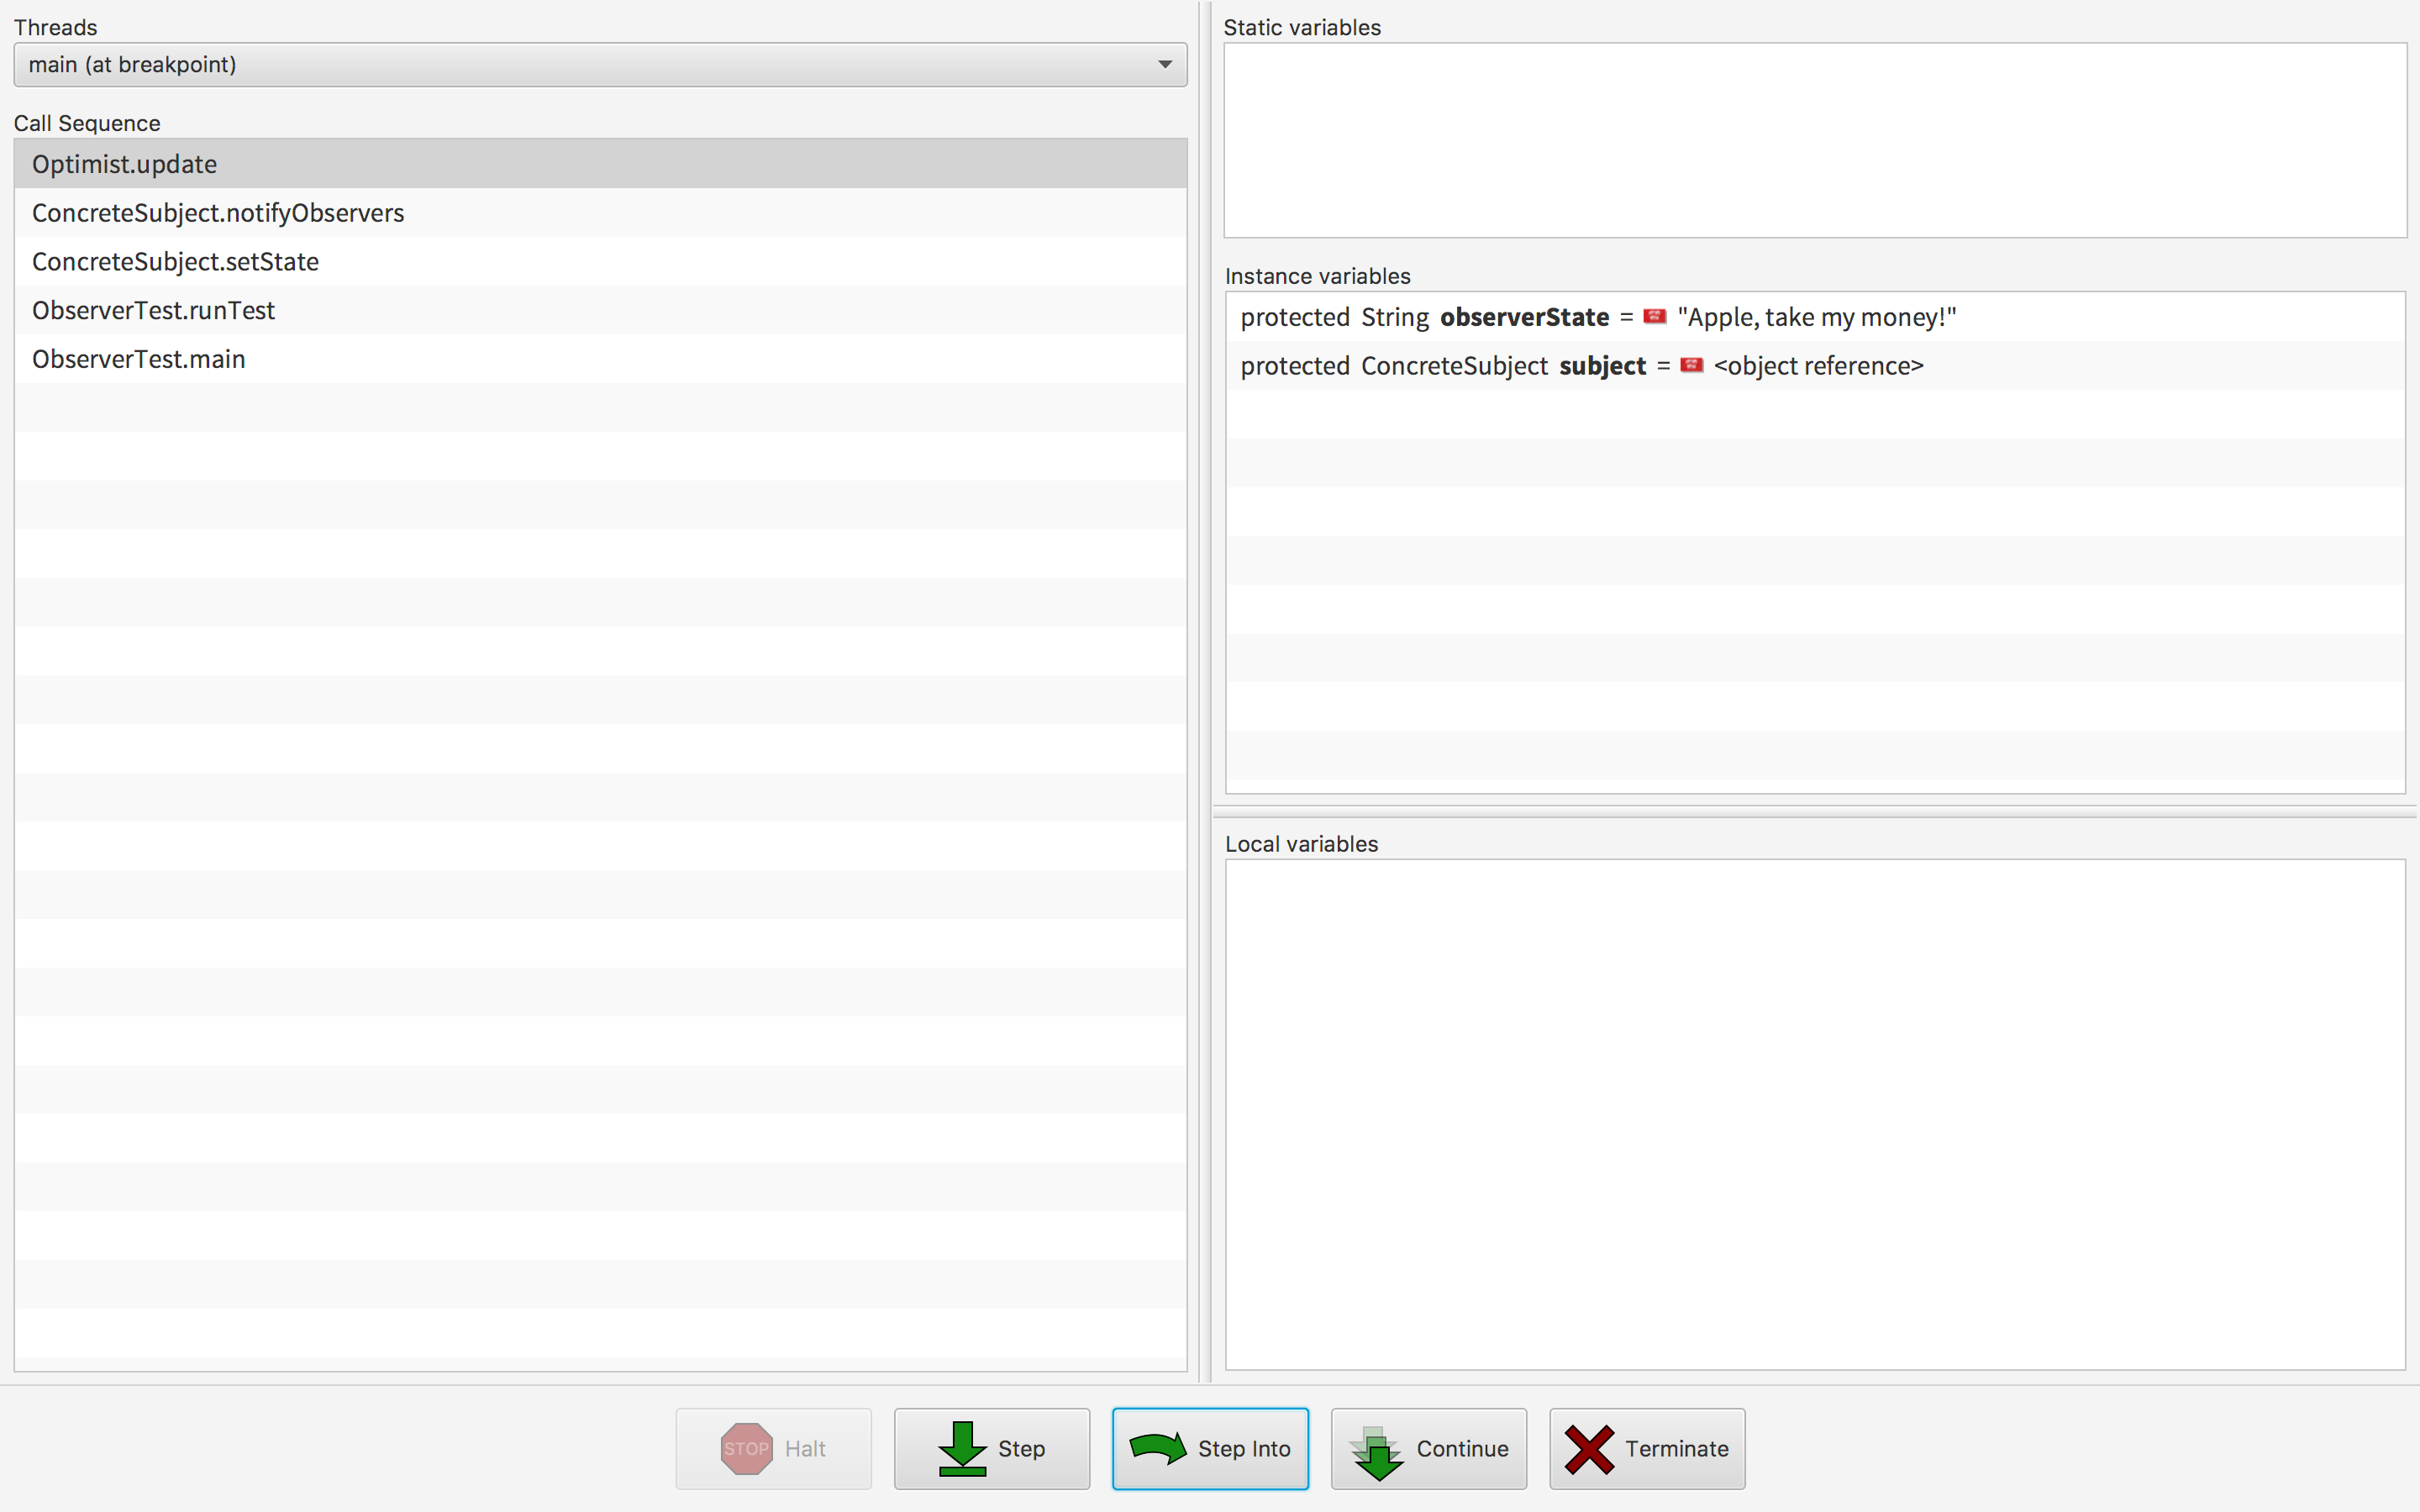 Threads
main (at breakpoint)
Call Sequence
Optimist.update
ConcreteSubject.notifyObservers
ConcreteSubject.setState
ObserverTest.runTest
ObserverTest.main
Static variables
Instance variables
protected String observerState = "Apple, take my money!"
protected ConcreteSubject subject = <object reference>
Local variables
STOP Halt
Step
Step Into
Continue
Terminate